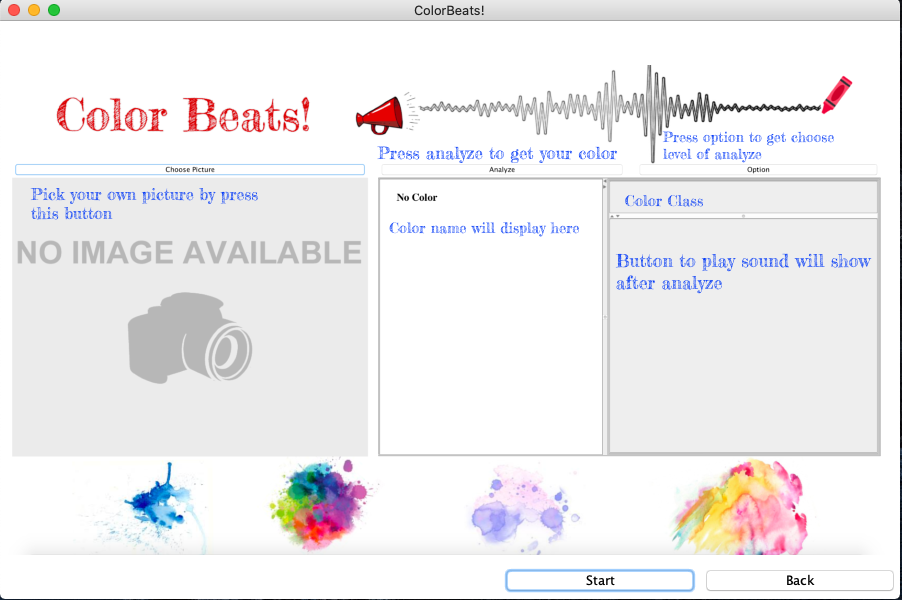 ColorBeats!
Color Beats!
Press analyze to get your color
Press option to get choose
level of analyze
Choose Picture
Analyze
Option
Pick your own picture by press
this button
NO IMAGE AVAILABLE
No Color
Color name will display here
Color Class
Button to play sound will show
after analyze
Start
Back